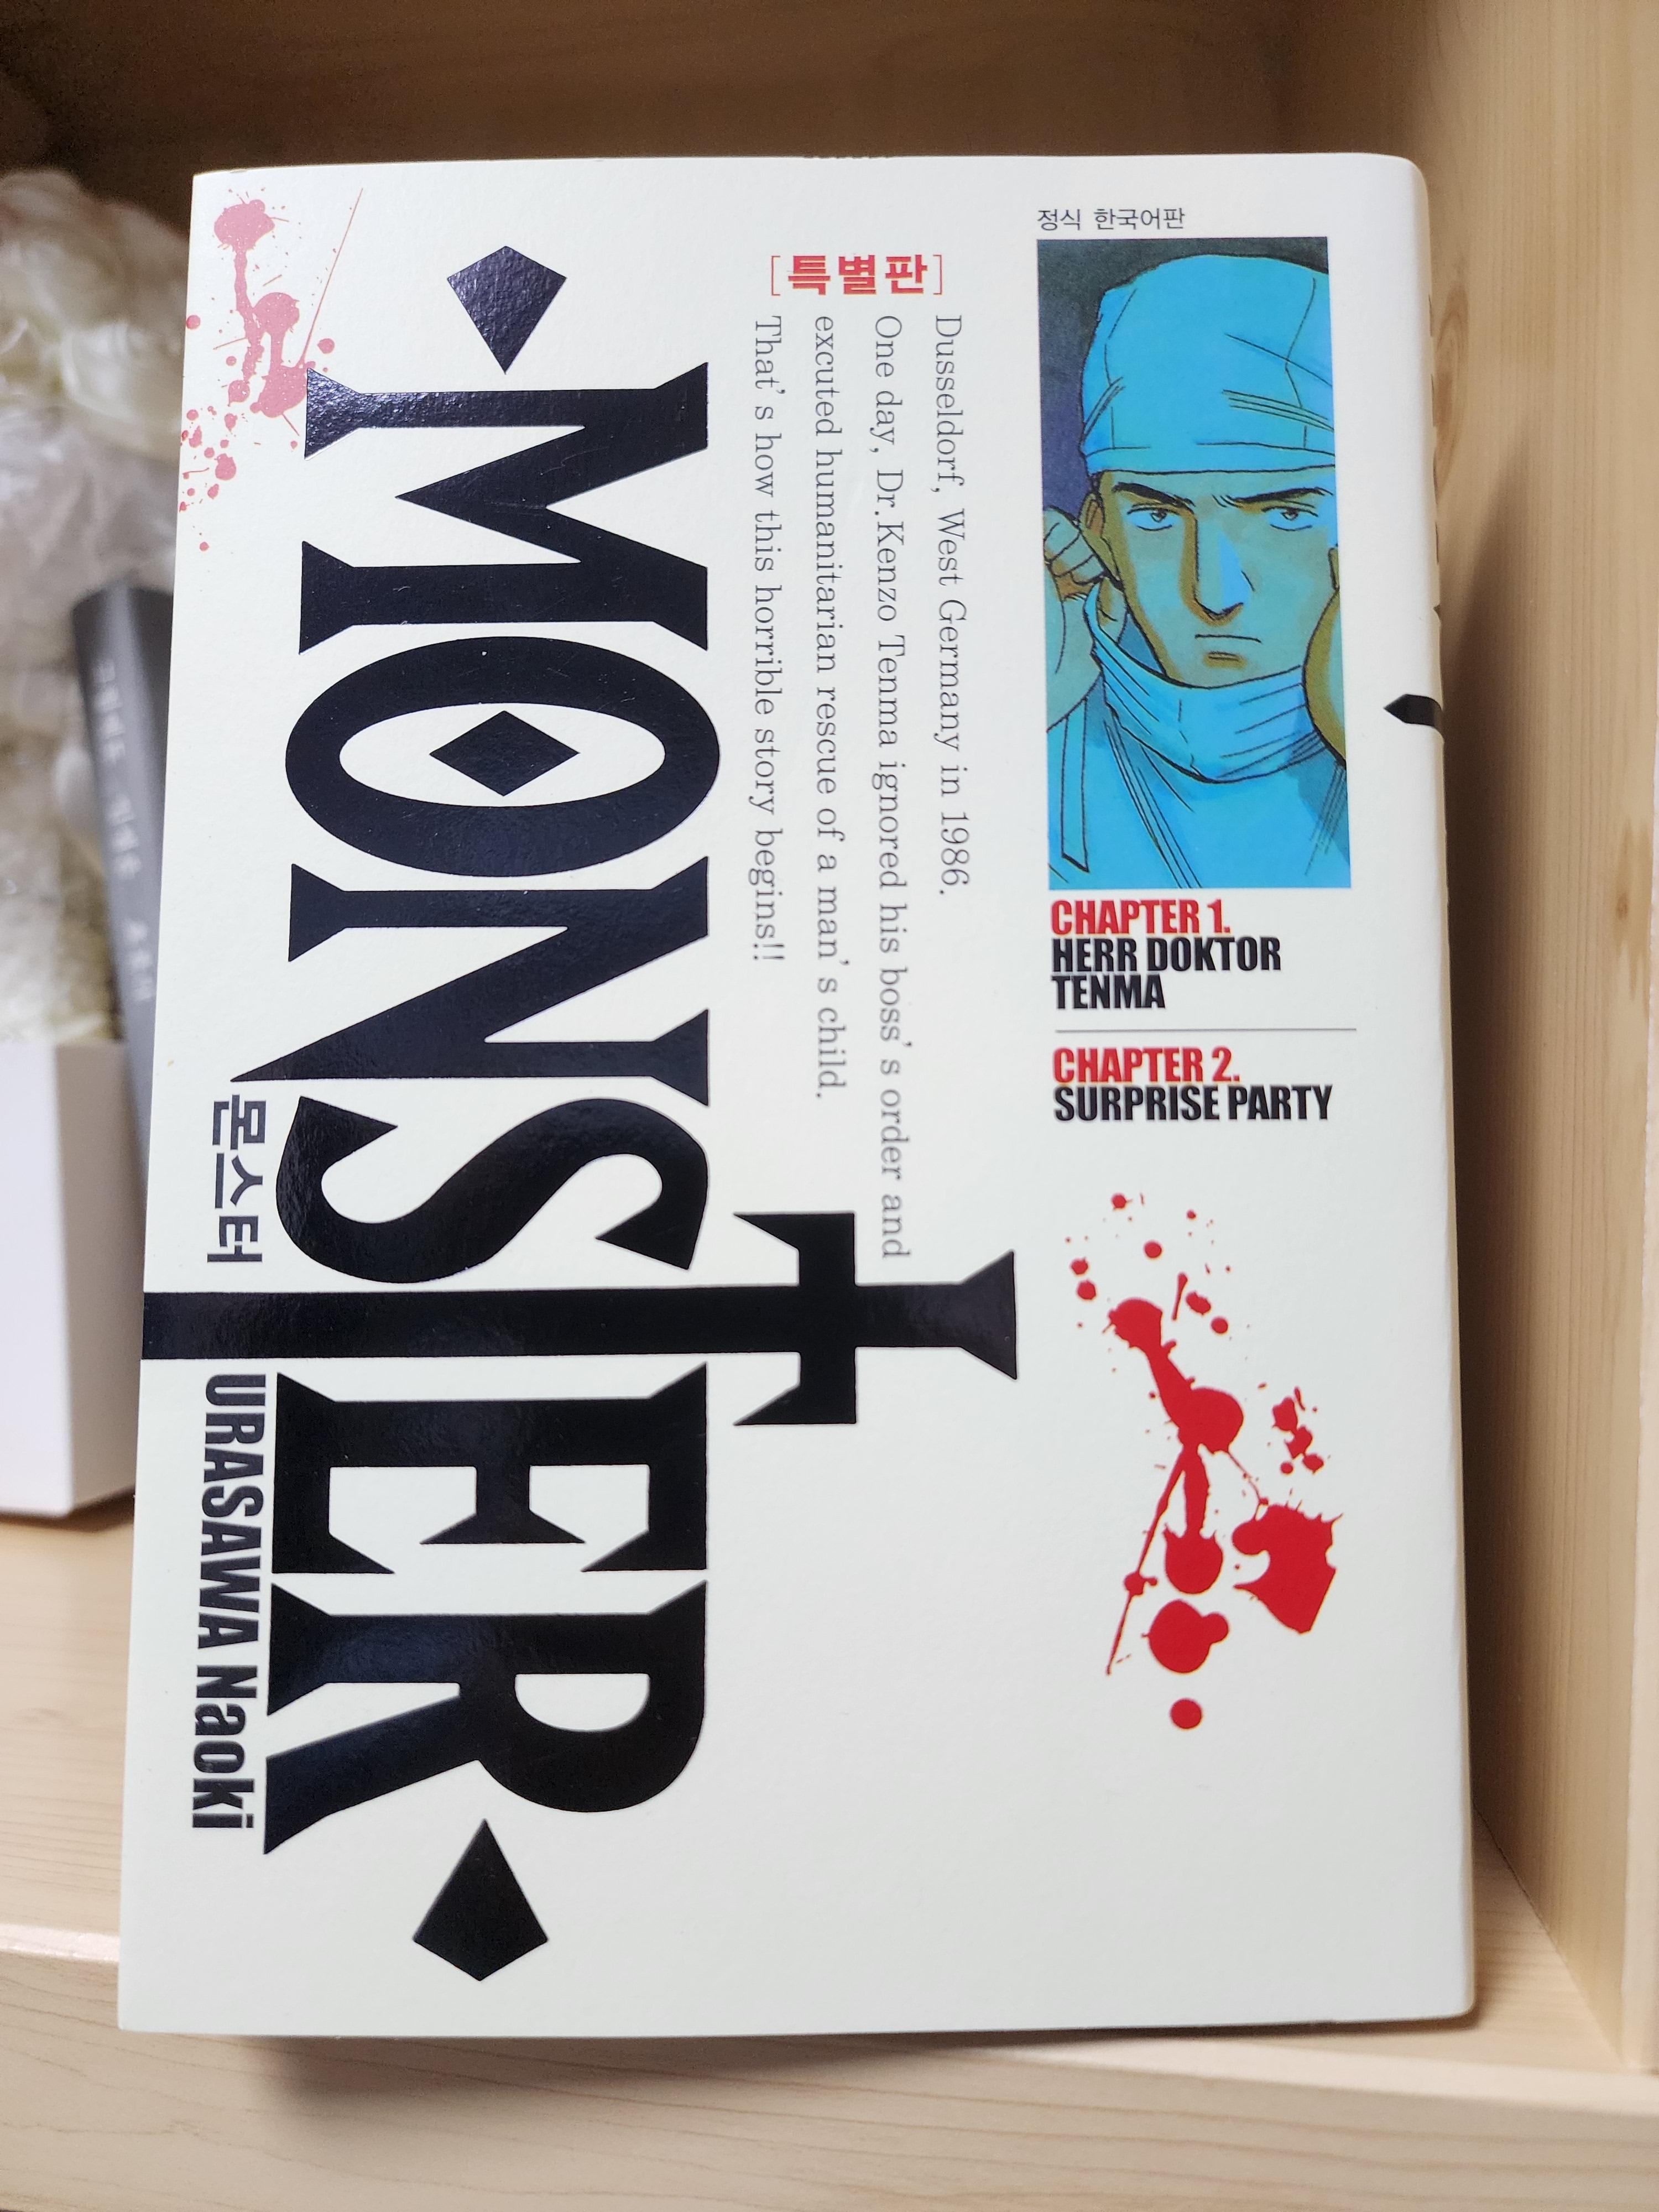 정식 한국어판
[특별판]
Dusseldorf, West Germany in 1986.
One day, Dr.Kenzo Tenma ignored his boss's order and
excuted humanitarian rescue of a man's child.
That's how this horrible story begins!!
MONSTER
몬스터
URASAWA Naoki
CHAPTER 1.
HERR DOKTOR
TENMA
CHAPTER 2.
SURPRISE PARTY